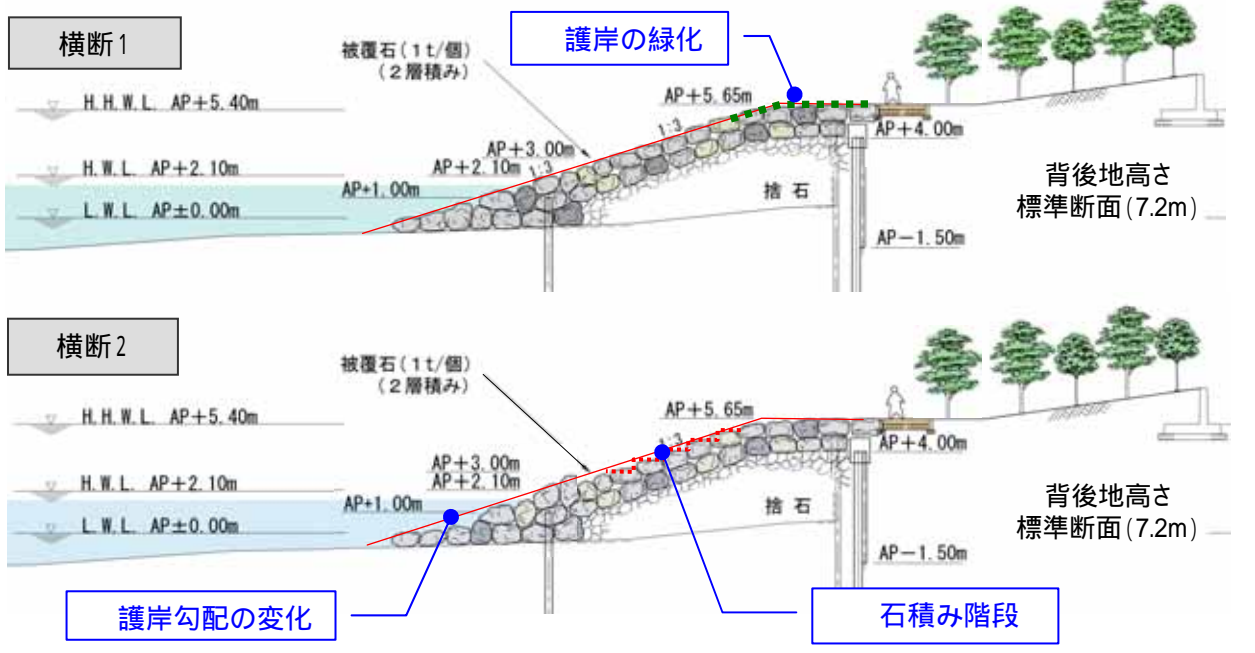 横断1
護岸の緑化
被覆石(1t/個)
(2層積み)
H.H.W.L. AP+5.40m
AP+5.65m
1:3
AP+4.00m
AP+3.00m
H.W.L. AP+2.10m
AP+2.10m
1:3
AP+1.00m
L.W.L. AP±0.00m
捨石
背後地高さ
標準断面(7.2m)
AP-1.50m
横断2
被覆石(1t/個)
(2層積み)
H.H.W.L. AP+5.40m
AP+5.65m
1:3
AP+4.00m
AP+3.00m
H.W.L. AP+2.10m
AP+2.10m
AP+1.00m
L.W.L. AP±0.00m
捨石
背後地高さ
標準断面(7.2m)
AP-1.50m
護岸勾配の変化
石積み階段